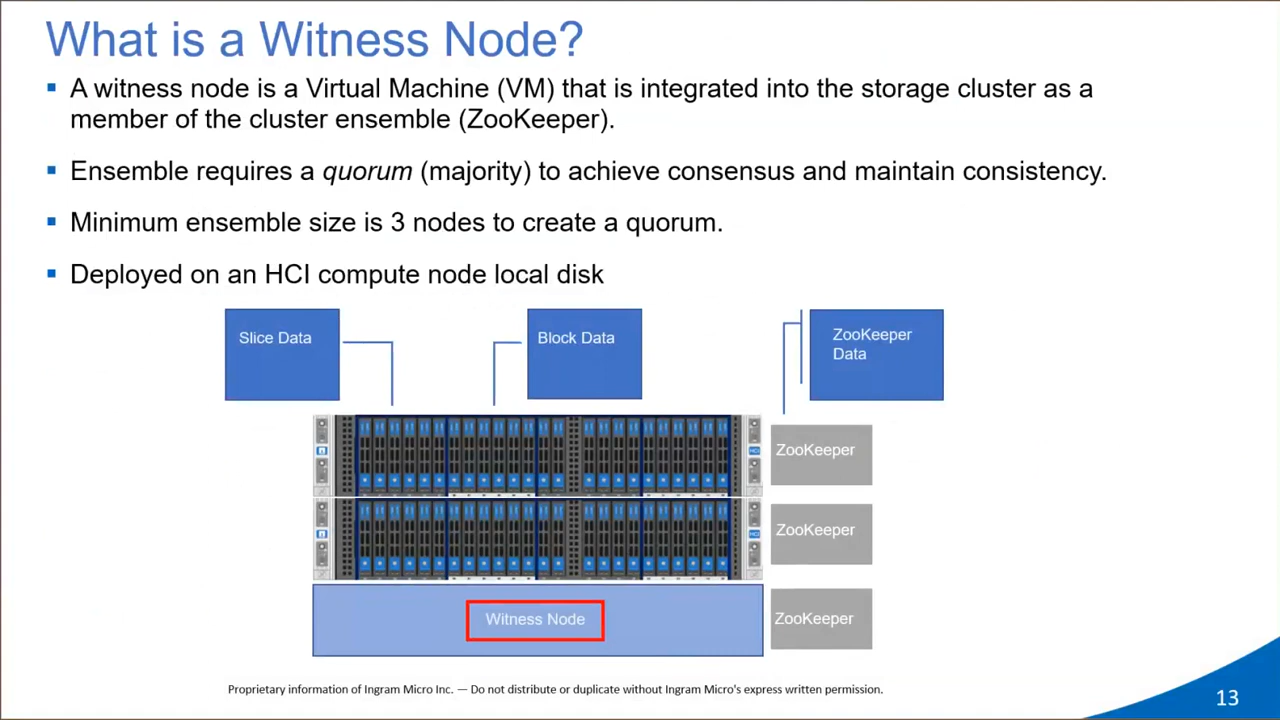 What is a Witness Node?
A witness node is a Virtual Machine (VM) that is integrated into the storage cluster as a
member of the cluster ensemble (ZooKeeper).
Ensemble requires a quorum (majority) to achieve consensus and maintain consistency.
Minimum ensemble size is 3 nodes to create a quorum.
Deployed on an HCI compute node local disk
Slice Data
Block Data
ZooKeeper
Data
ZooKeeper
ZooKeeper
Witness Node
ZooKeeper
Proprietary information of Ingram Micro Inc. — Do not distribute or duplicate without Ingram Micro's express written permission.
13